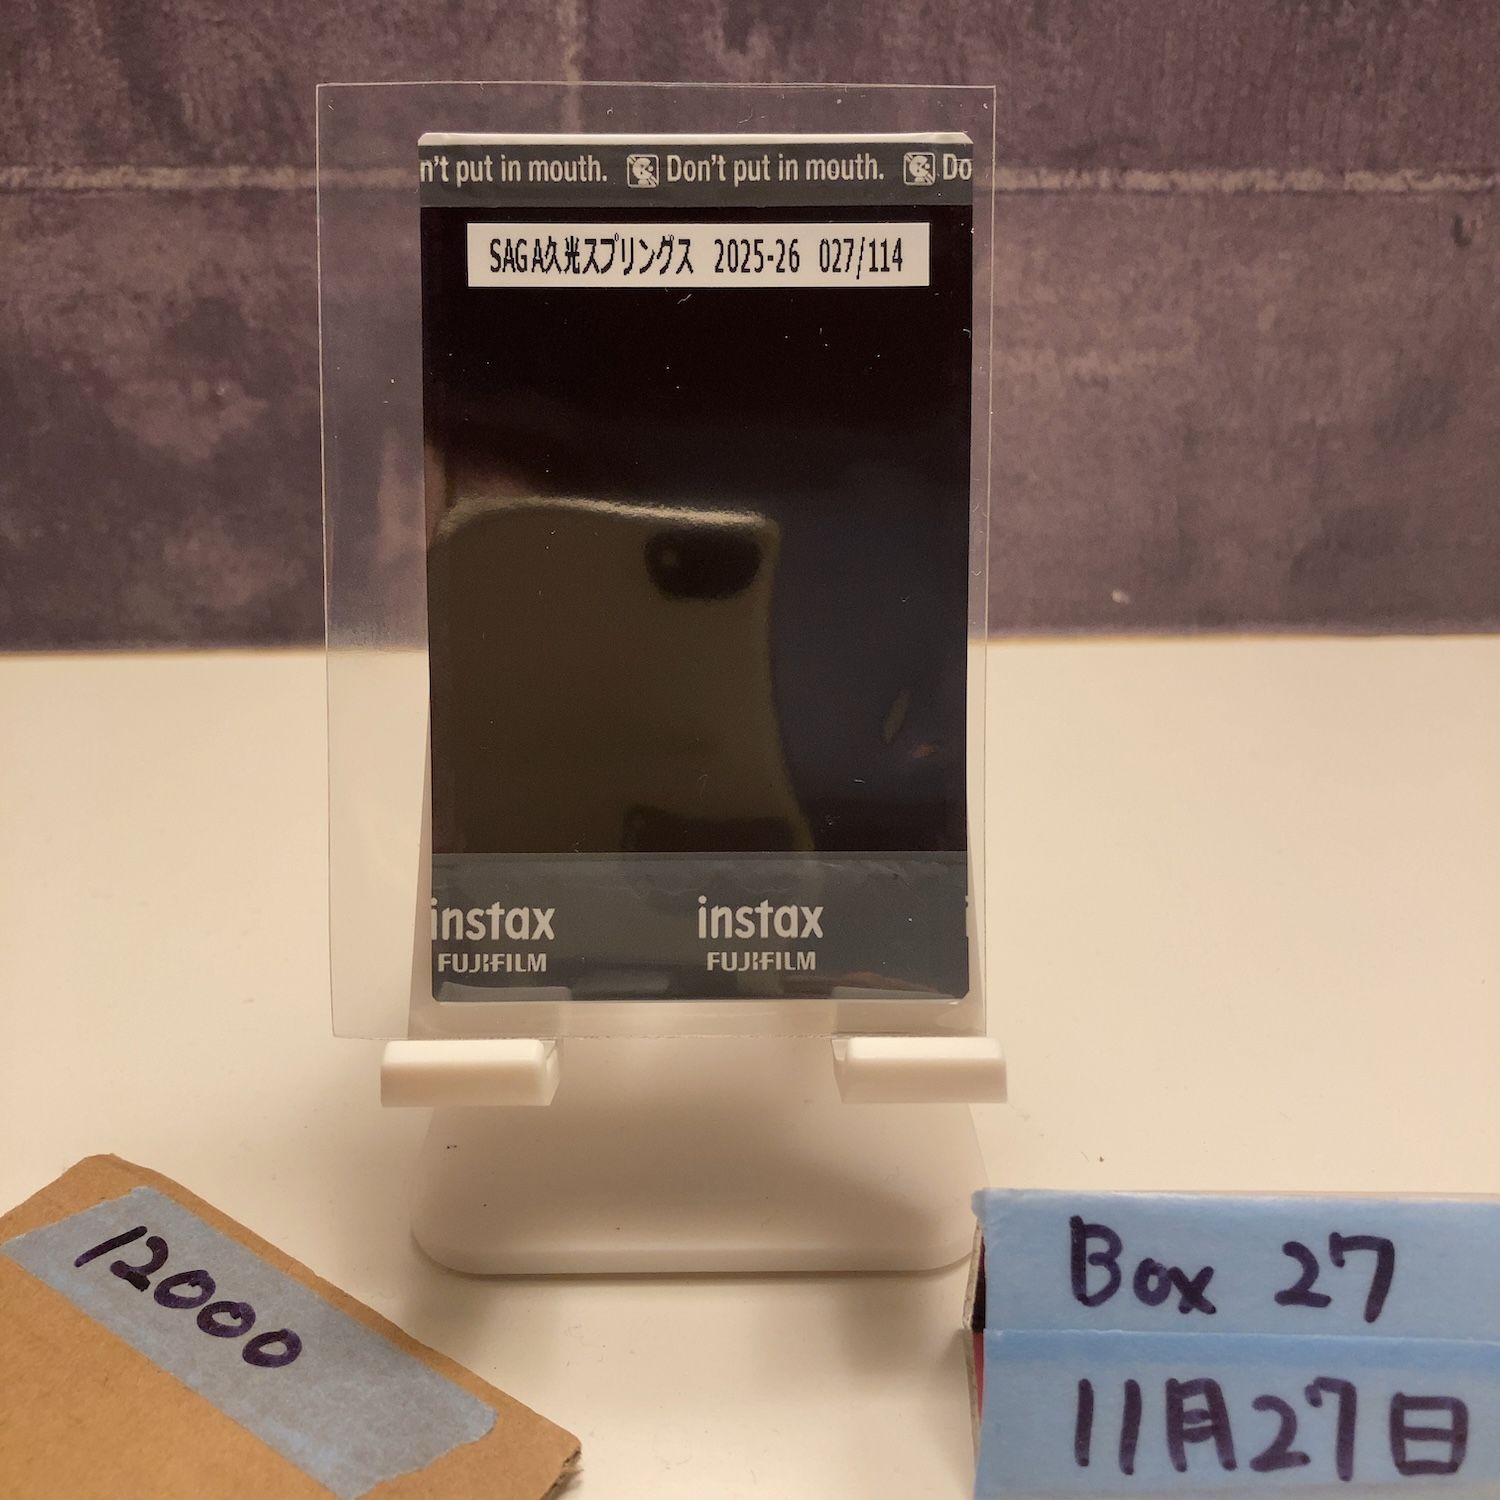 n't put in mouth. Don't put in mouth. Do
SAGA久光スプリングス 2025-26 027/114
instax instax i
FUJIFILM FUJIFILM
12000
Box 27
11月27日